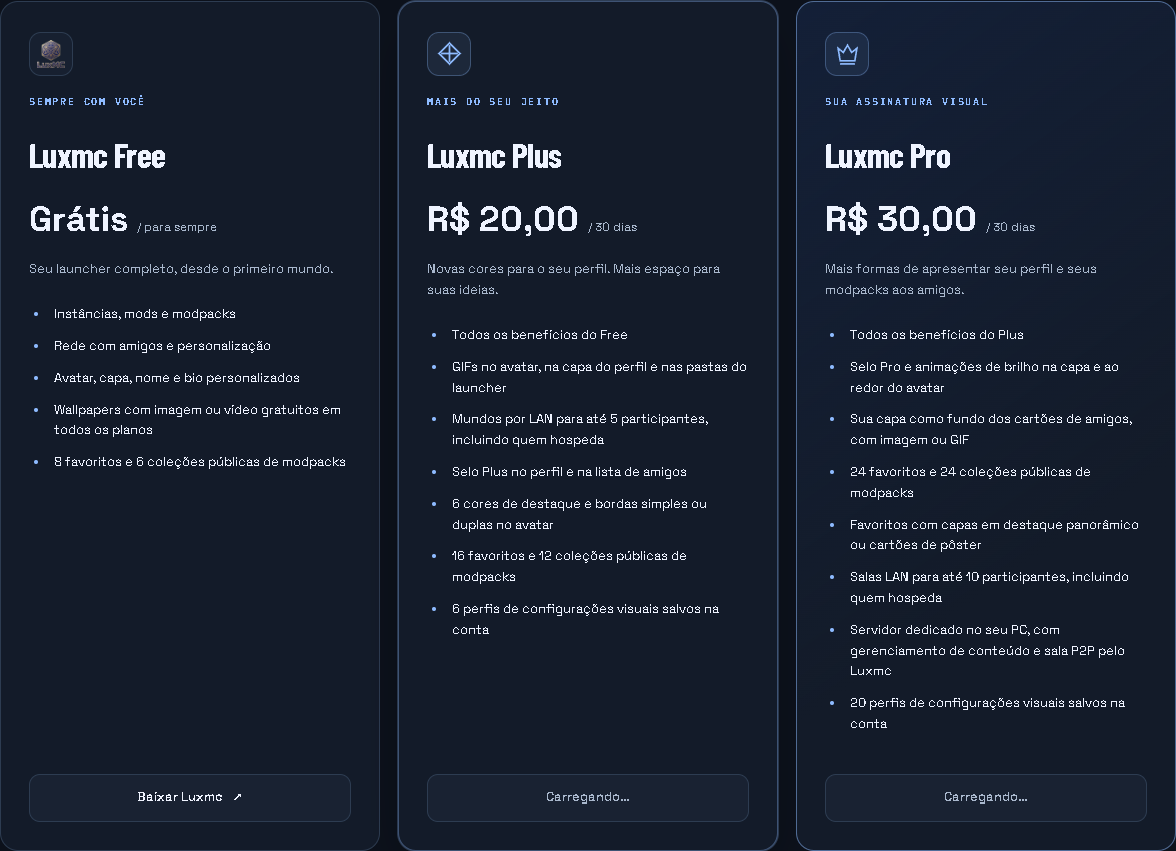 LUXMC
SEMPRE COM VOCÊ
Luxmc Free
Grátis / para sempre
Seu launcher completo, desde o primeiro mundo.
• Instâncias, mods e modpacks
• Rede com amigos e personalização
• Avatar, capa, nome e bio personalizados
• Wallpapers com imagem ou vídeo gratuitos em
todos os planos
• 8 favoritos e 6 coleções públicas de modpacks
Baixar Luxmc ↗
MAIS DO SEU JEITO
Luxmc Plus
R$ 20,00 / 30 dias
Novas cores para o seu perfil. Mais espaço para
suas ideias.
• Todos os benefícios do Free
• GIFs no avatar, na capa do perfil e nas pastas do
launcher
• Mundos por LAN para até 5 participantes,
incluindo quem hospeda
• Selo Plus no perfil e na lista de amigos
• 6 cores de destaque e bordas simples ou
duplas no avatar
• 16 favoritos e 12 coleções públicas de
modpacks
• 6 perfis de configurações visuais salvos na
conta
Carregando...
SUA ASSINATURA VISUAL
Luxmc Pro
R$ 30,00 / 30 dias
Mais formas de apresentar seu perfil e seus
modpacks aos amigos.
• Todos os benefícios do Plus
• Selo Pro e animações de brilho na capa e ao
redor do avatar
• Sua capa como fundo dos cartões de amigos,
com imagem ou GIF
• 24 favoritos e 24 coleções públicas de
modpacks
• Favoritos com capas em destaque panorâmico
ou cartões de pôster
• Salas LAN para até 10 participantes, incluindo
quem hospeda
• Servidor dedicado no seu PC, com
gerenciamento de conteúdo e sala P2P pelo
Luxmc
• 20 perfis de configurações visuais salvos na
conta
Carregando...